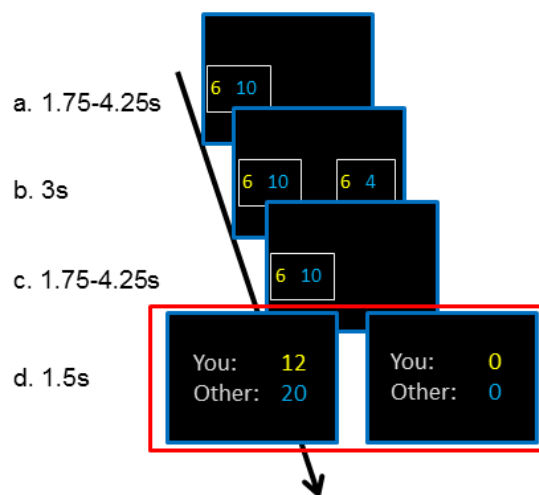 6 10
a. 1.75-4.25s
6 10 6 4
b. 3s
6 10
c. 1.75-4.25s
You: 12 You: 0
d. 1.5s
Other: 20 Other: 0